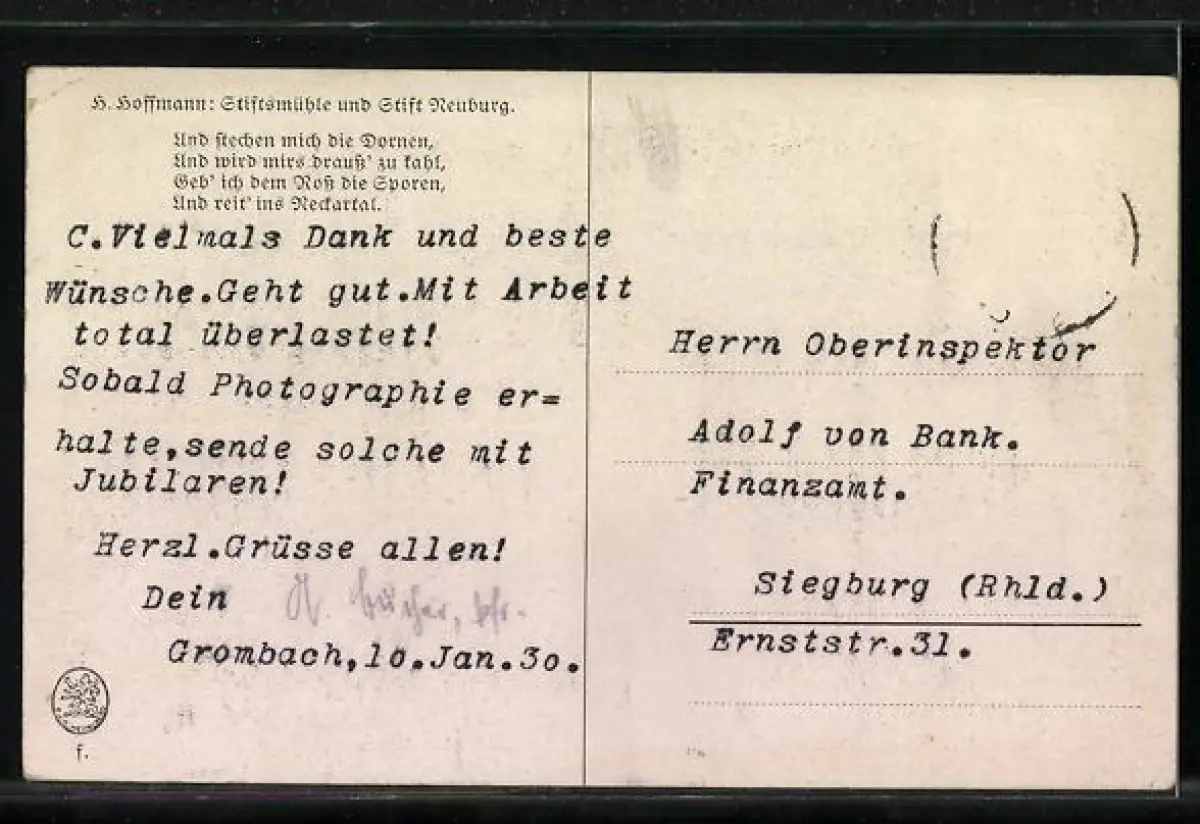 H. Hoffmann: Stiftsmühle und Stift Neuburg.
Und stechen mich die Dornen,
Und wird mirs drauß' zu kahl,
Geb' ich dem Roß die Sporen,
Und reit' ins Neckartal.
C.Vielmals Dank und beste
Wünsche.Geht gut.Mit Arbeit
total überlastet!
Sobald Photographie er=
halte,sende solche mit
Jubilaren!
Herzl.Grüsse allen!
Dein
Grombach,10.Jan.30.
f.
Herrn Oberinspektor
Adolf von Bank.
Finanzamt.
Siegburg (Rhld.)
Ernststr.31.